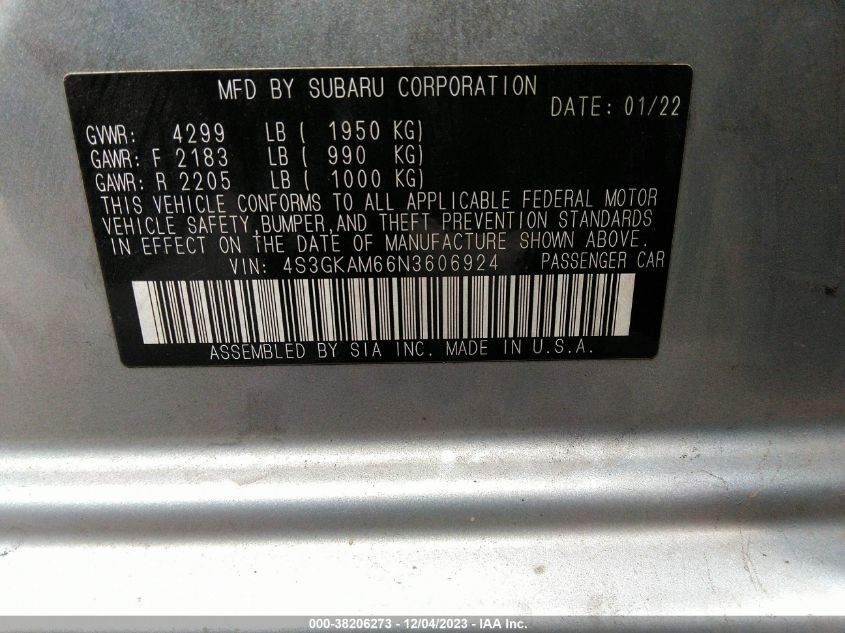 MFD BY SUBARU CORPORATION
DATE: 01/22
GVWR: 4299 LB ( 1950 KG)
GAWR: F 2183 LB ( 990 KG)
GAWR: R 2205 LB ( 1000 KG)
THIS VEHICLE CONFORMS TO ALL APPLICABLE FEDERAL MOTOR
VEHICLE SAFETY,BUMPER,AND THEFT PREVENTION STANDARDS
IN EFFECT ON THE DATE OF MANUFACTURE SHOWN ABOVE.
VIN: 4S3GKAM66N3606924 PASSENGER CAR
ASSEMBLED BY SIA INC. MADE IN U.S.A.
000-38206273 - 12/04/2023 - IAA Inc.